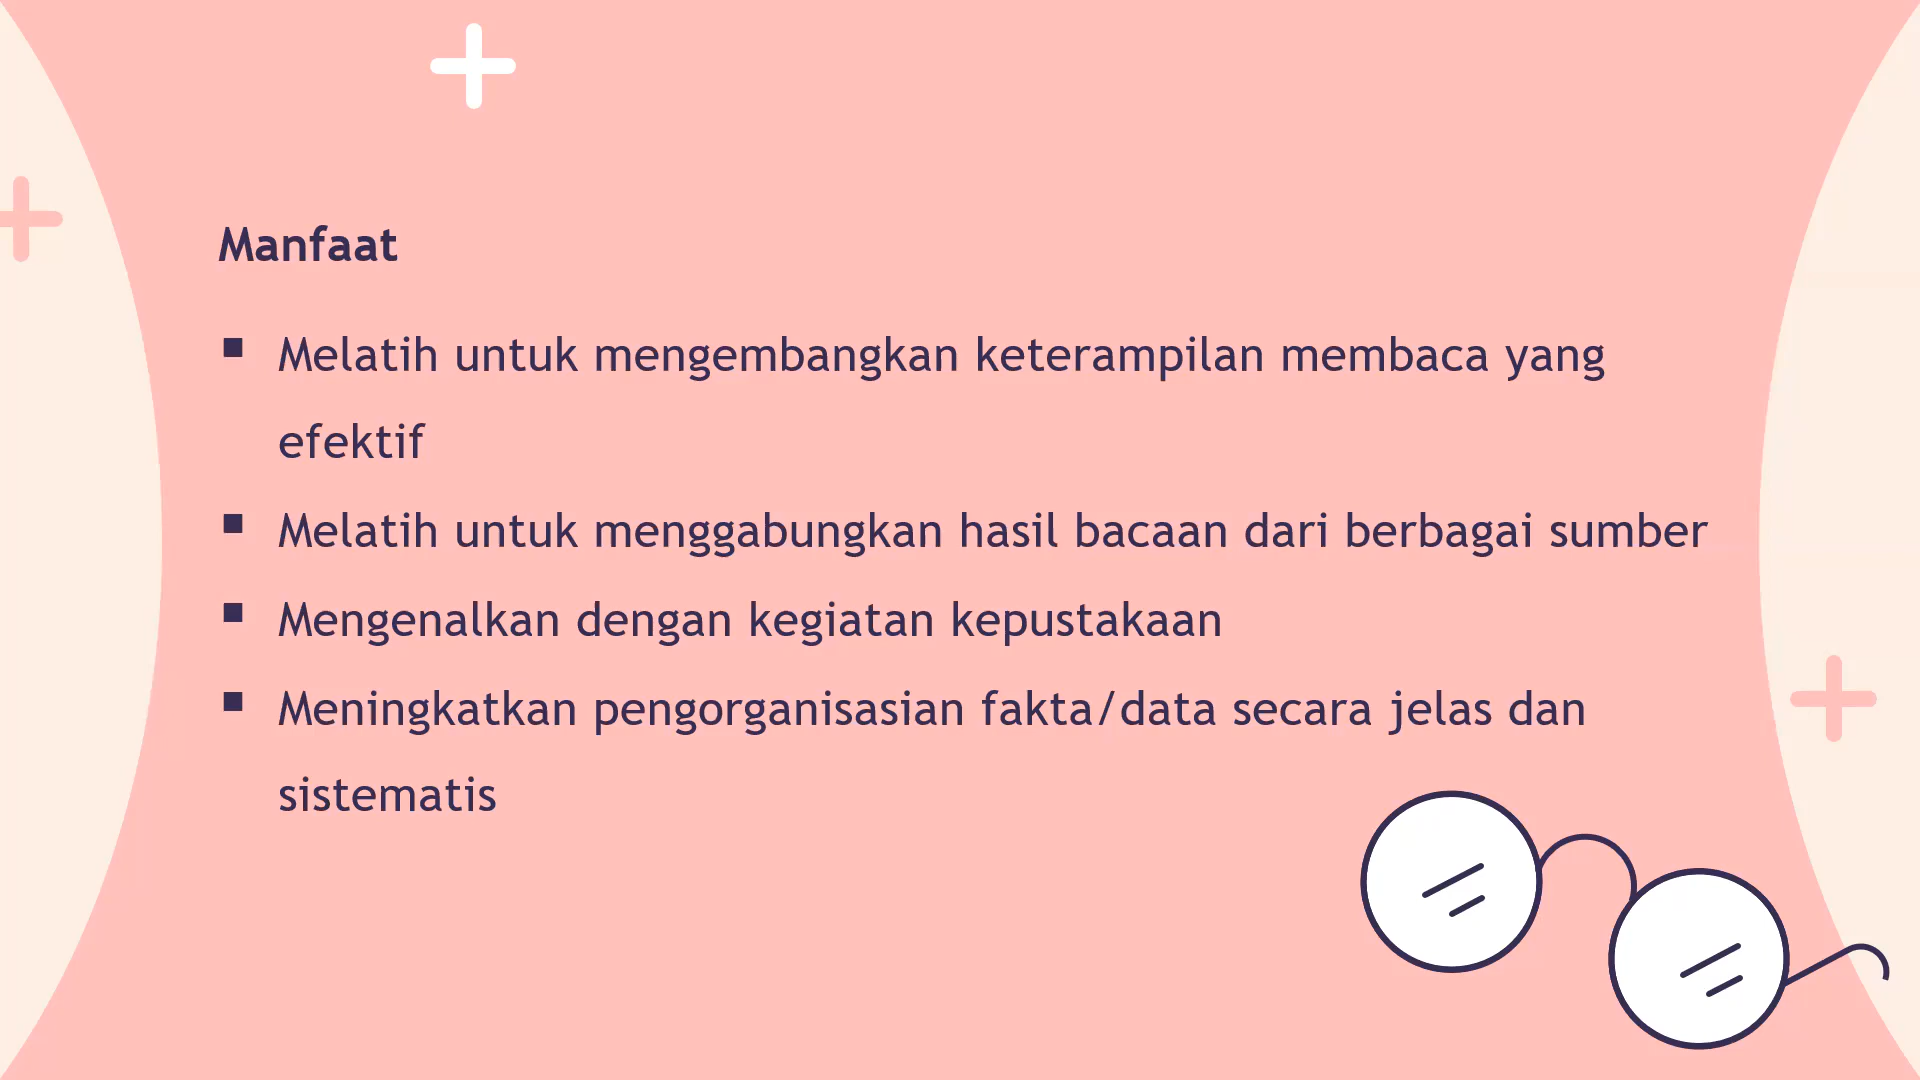 Manfaat
▪ Melatih untuk mengembangkan keterampilan membaca yang
efektif
▪ Melatih untuk menggabungkan hasil bacaan dari berbagai sumber
▪ Mengenalkan dengan kegiatan kepustakaan
▪ Meningkatkan pengorganisasian fakta/data secara jelas dan
sistematis